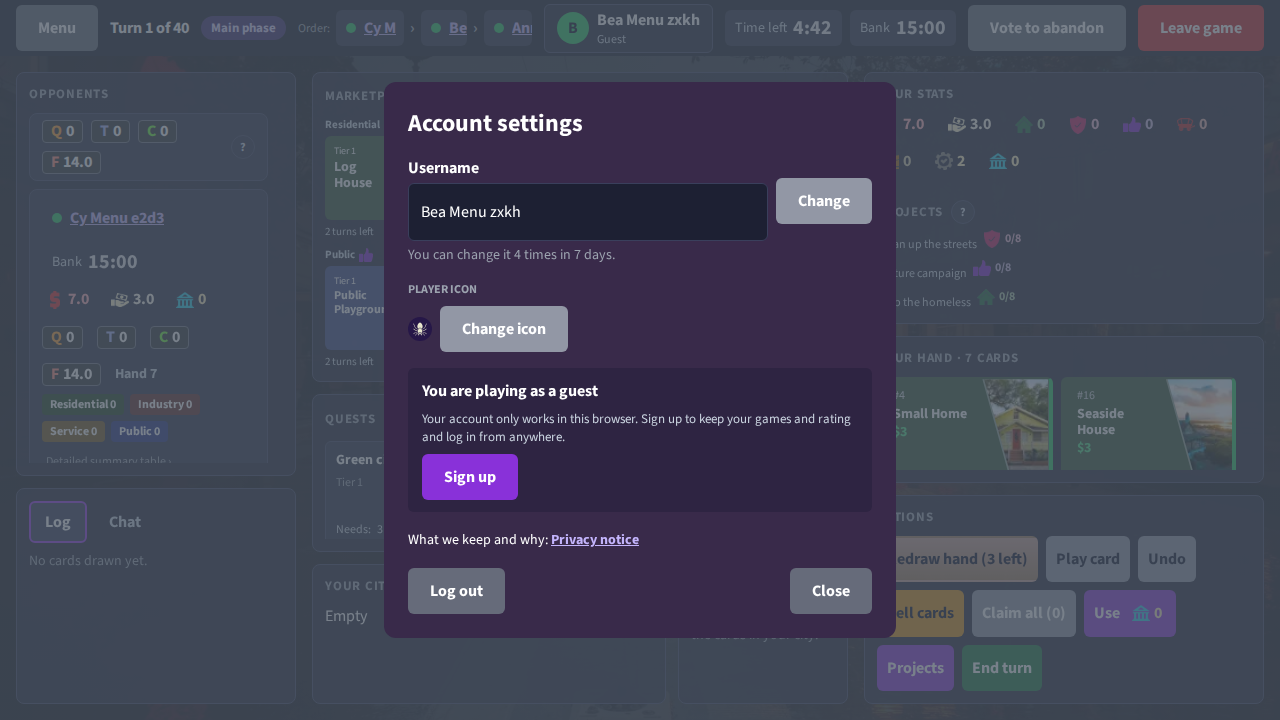 Menu
Turn 1 of 40
Main phase
Order:
Cy M
›
Be
›
Ann
B
Bea Menu zxkh
Guest
Time left 4:42
Bank 15:00
Vote to abandon
Leave game
OPPONENTS
Q 0
T 0
C 0
F 14.0
?
Cy Menu e2d3
Bank 15:00
7.0
3.0
0
Q 0
T 0
C 0
F 14.0
Hand 7
Residential 0
Industry 0
Service 0
Public 0
Detailed summary table ›
Log
Chat
No cards drawn yet.
MARKETP
Residential
Tier 1
Log
House
2 turns left
Public
Tier 1
Public
Playgroun
2 turns left
QUESTS
Green c
Tier 1
Needs: 3
YOUR CIT
Empty
Account settings
Username
Bea Menu zxkh
Change
You can change it 4 times in 7 days.
PLAYER ICON
Change icon
You are playing as a guest
Your account only works in this browser. Sign up to keep your games and rating
and log in from anywhere.
Sign up
What we keep and why: Privacy notice
Log out
Close
UR STATS
7.0
3.0
0
0
0
0
0
2
0
OJECTS
?
an up the streets
0/8
ture campaign
0/8
o the homeless
0/8
UR HAND · 7 CARDS
#4
Small Home
$3
#16
Seaside
House
$3
TIONS
edraw hand (3 left)
Play card
Undo
ell cards
Claim all (0)
Use
0
Projects
End turn